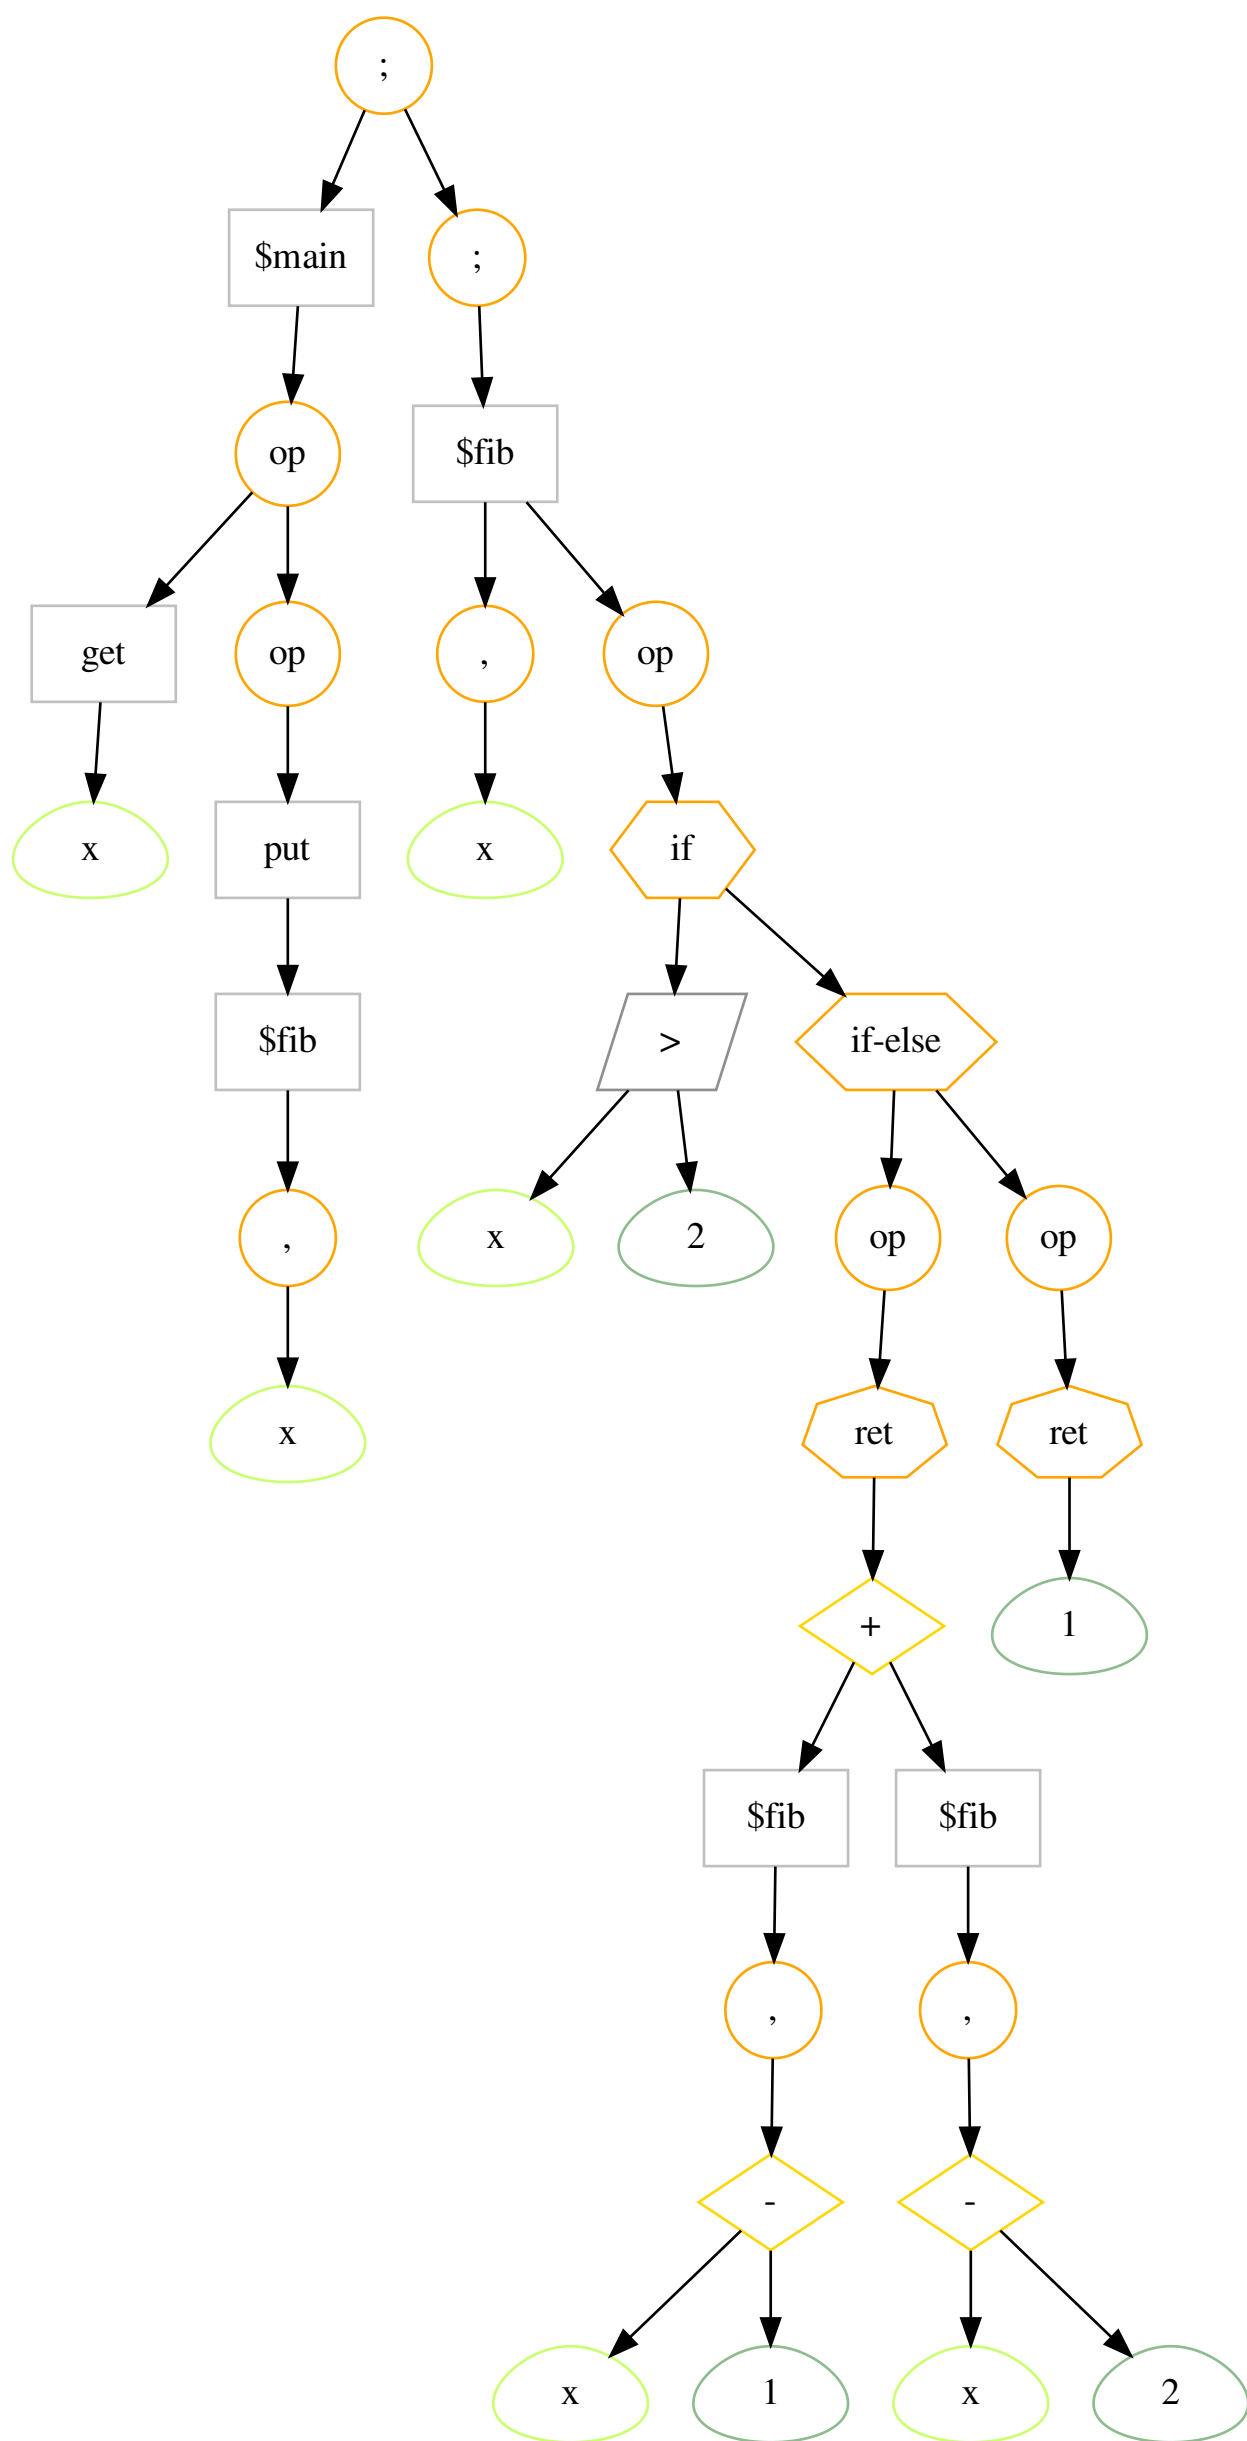 ;
$main ;
op $fib
get op , op
x put x if
$fib > if-else
, x 2 op op
x ret ret
+ 1
$fib $fib
, ,
- -
x 1 x 2